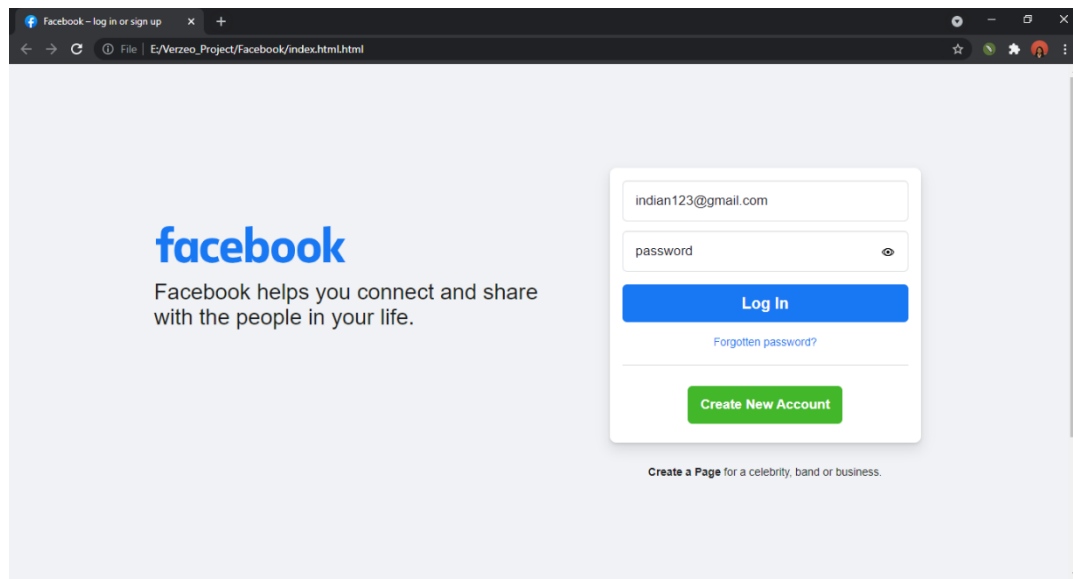 Facebook – log in or sign up
File | E:/Verzeo_Project/Facebook/index.html.html
facebook
Facebook helps you connect and share
with the people in your life.
indian123@gmail.com
password
Log In
Forgotten password?
Create New Account
Create a Page for a celebrity, band or business.